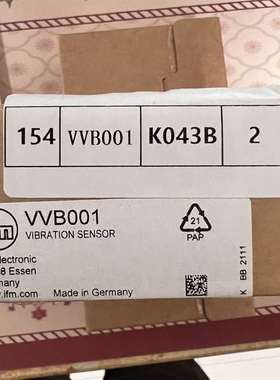 154 VVB001 K043B 2
VVB001
VIBRATION SENSOR
21
PAP
electronic
8 Essen
many
.ifm.com Made in Germany
K BB 2111